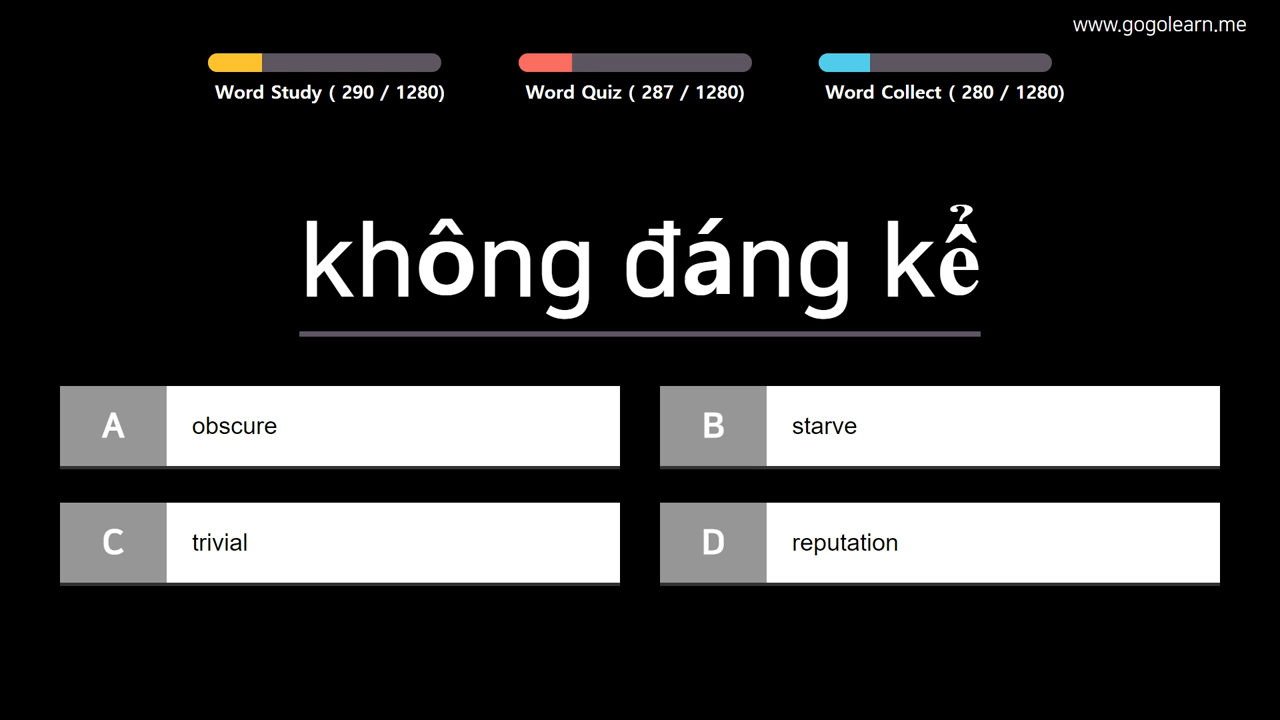 www.gogolearn.me
Word Study ( 290 / 1280)
Word Quiz ( 287 / 1280)
Word Collect ( 280 / 1280)
không đáng kể
A obscure
B starve
C trivial
D reputation